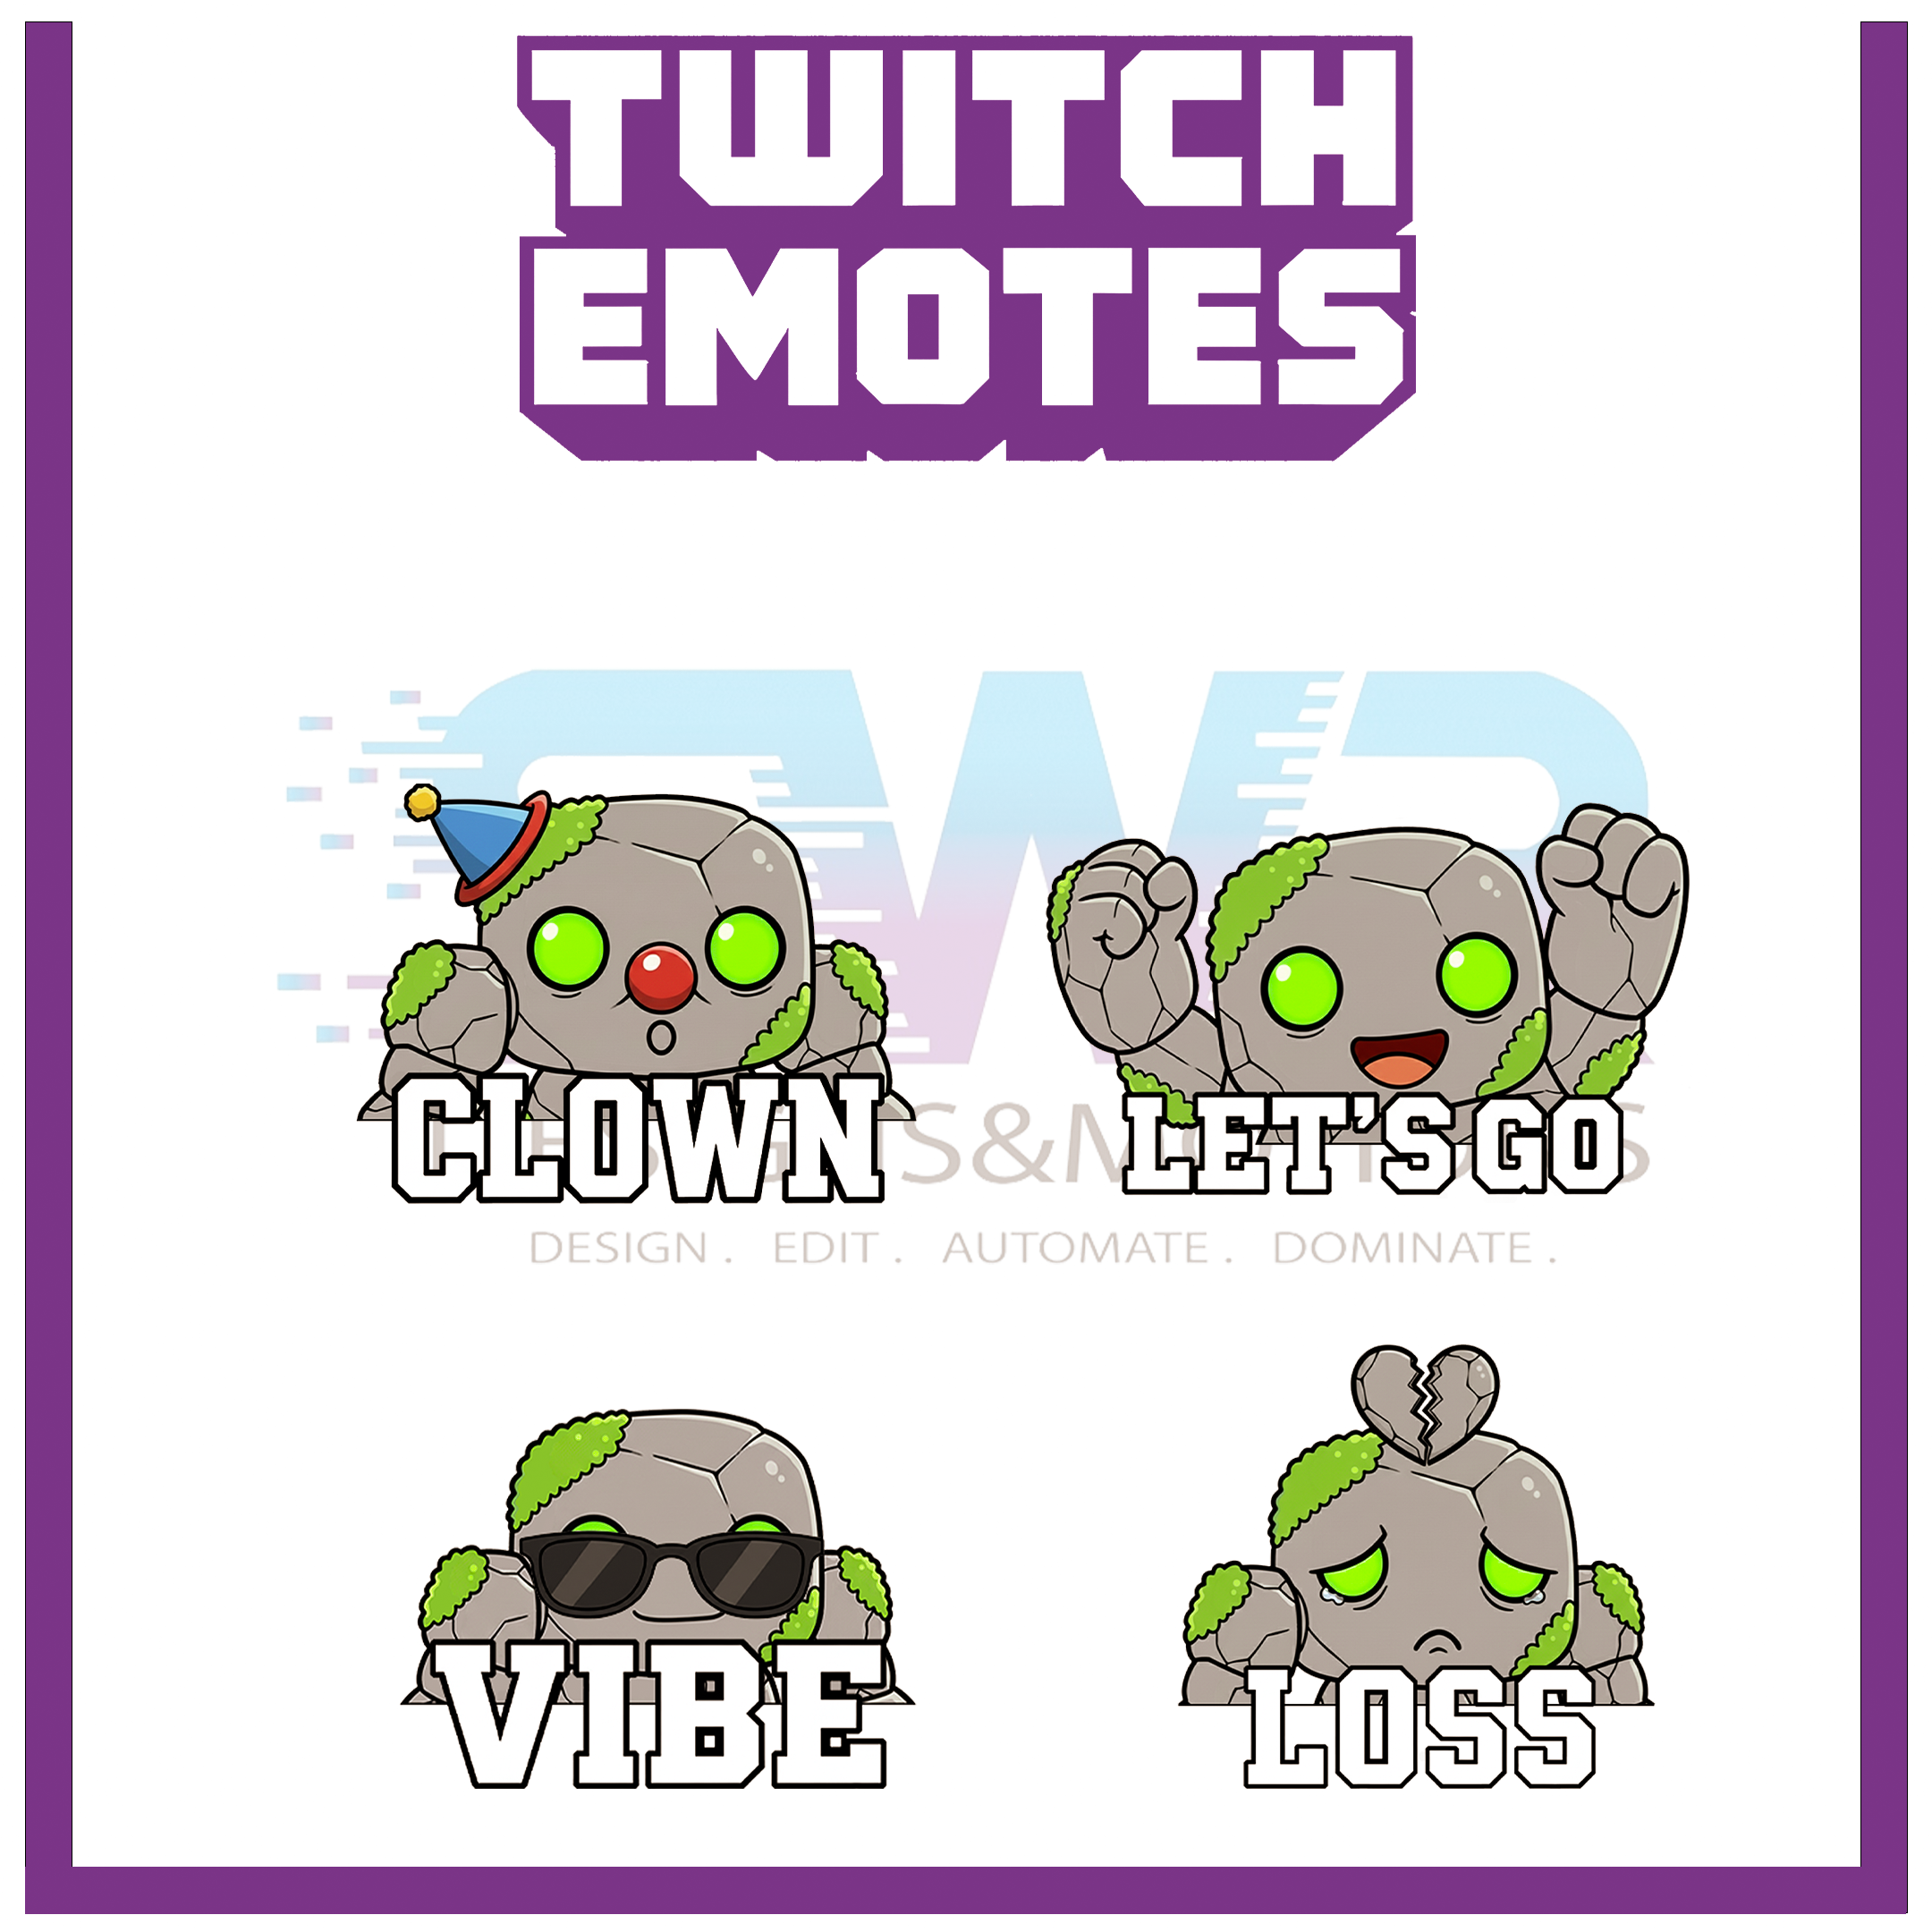 TWITCH
EMOTES
CLOWN
LET'S GO
DESIGN . EDIT . AUTOMATE . DOMINATE .
VIBE
LOSS